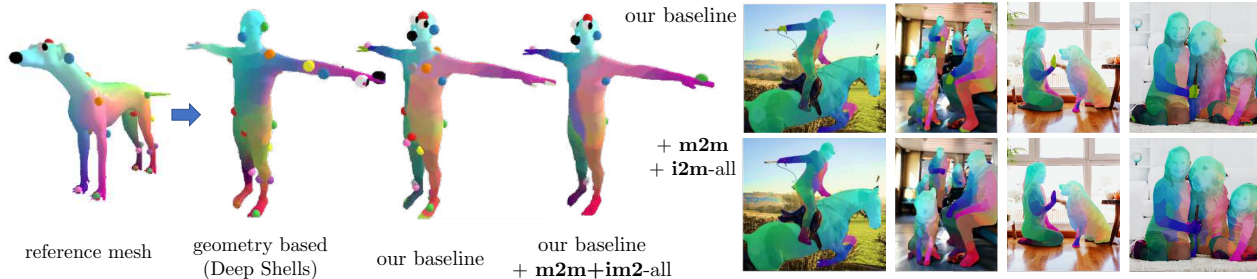 our baseline
+ m2m
+ i2m-all
reference mesh
geometry based
(Deep Shells)
our baseline
our baseline
+ m2m+im2-all